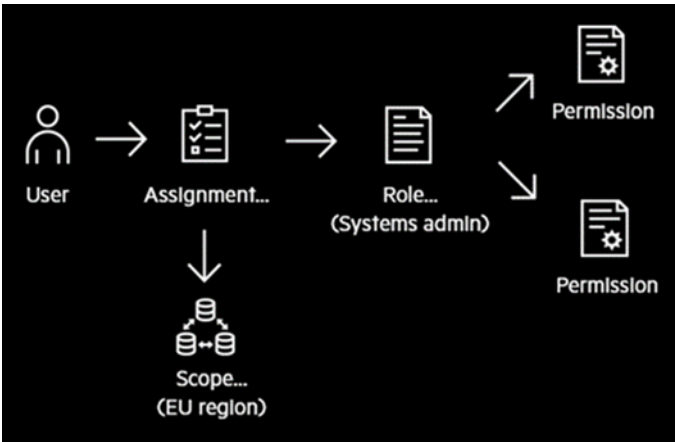 Permission
User
Assignment...
Role...
(Systems admin)
Permission
Scope...
(EU region)